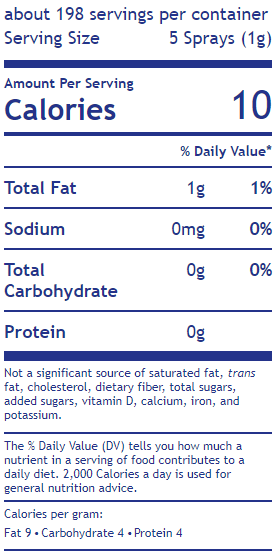 about 198 servings per container
Serving Size 5 Sprays (1g)
Amount Per Serving
Calories 10
% Daily Value*
Total Fat 1g 1%
Sodium 0mg 0%
Total Carbohydrate 0g 0%
Protein 0g
Not a significant source of saturated fat, trans
fat, cholesterol, dietary fiber, total sugars,
added sugars, vitamin D, calcium, iron, and
potassium.
The % Daily Value (DV) tells you how much a
nutrient in a serving of food contributes to a
daily diet. 2,000 Calories a day is used for
general nutrition advice.
Calories per gram:
Fat 9 • Carbohydrate 4 • Protein 4